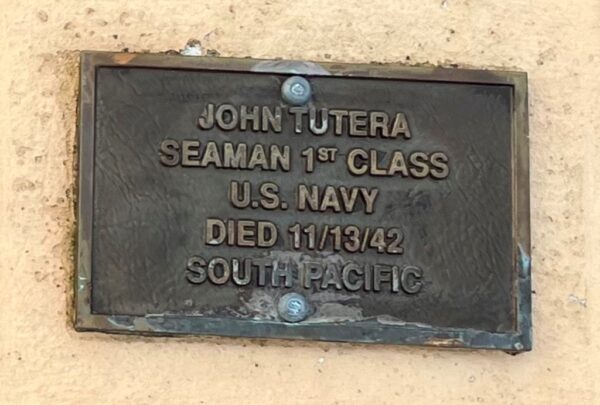 JOHN TUTERA
SEAMAN 1ST CLASS
U.S. NAVY
DIED 11/13/42
SOUTH PACIFIC